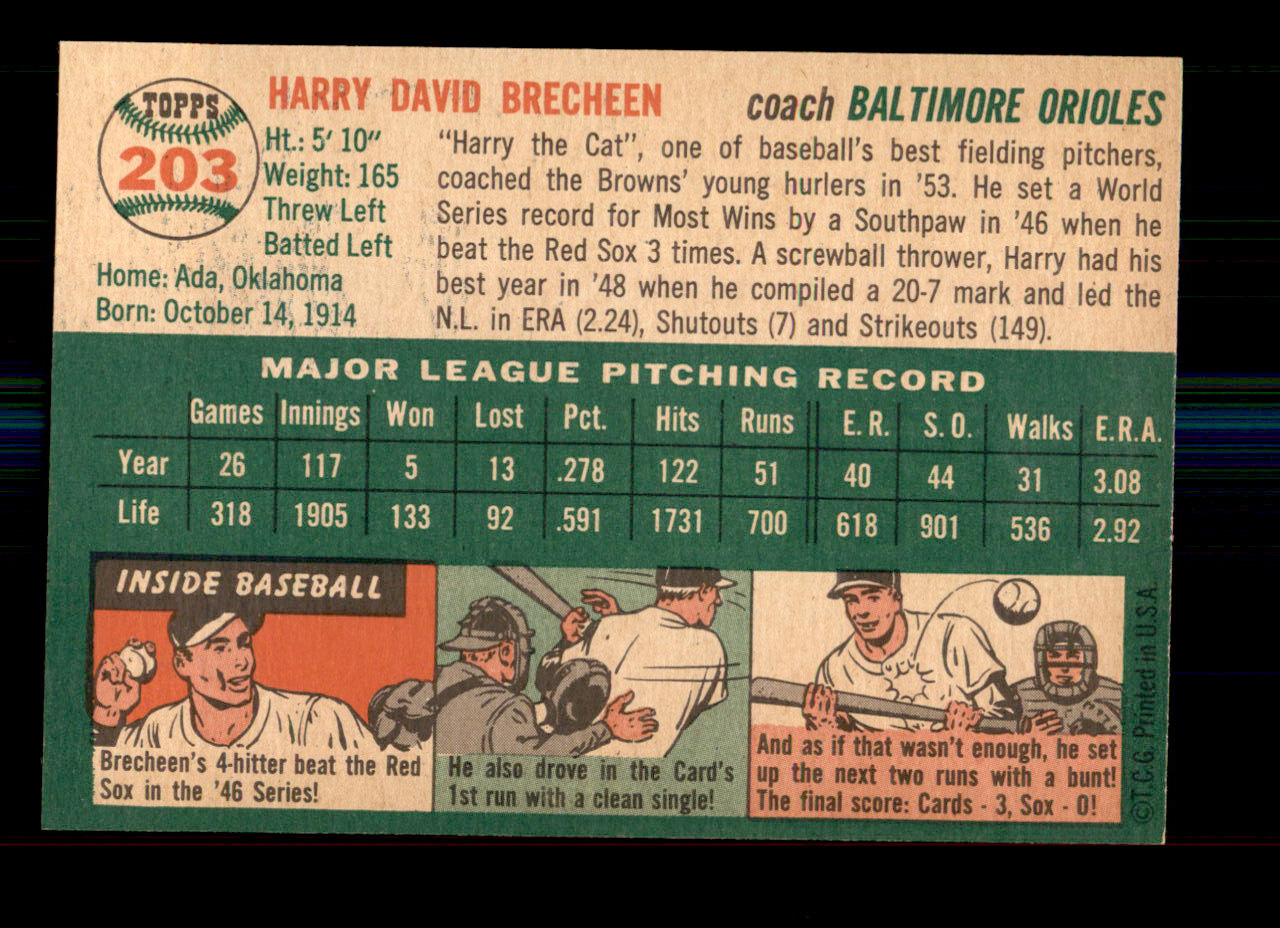 TOPPS
203
HARRY DAVID BRECHEEN
coach BALTIMORE ORIOLES
Ht.: 5' 10"
Weight: 165
Threw Left
Batted Left
Home: Ada, Oklahoma
Born: October 14, 1914
"Harry the Cat", one of baseball's best fielding pitchers,
coached the Browns' young hurlers in '53. He set a World
Series record for Most Wins by a Southpaw in '46 when he
beat the Red Sox 3 times. A screwball thrower, Harry had his
best year in '48 when he compiled a 20-7 mark and led the
N.L. in ERA (2.24), Shutouts (7) and Strikeouts (149).
MAJOR LEAGUE PITCHING RECORD
Games Innings Won Lost Pct. Hits Runs E. R. S. O. Walks E.R.A.
Year 26 117 5 13 .278 122 51 40 44 31 3.08
Life 318 1905 133 92 .591 1731 700 618 901 536 2.92
INSIDE BASEBALL
Brecheen's 4-hitter beat the Red
Sox in the '46 Series!
He also drove in the Card's
1st run with a clean single!
And as if that wasn't enough, he set
up the next two runs with a bunt!
The final score: Cards - 3, Sox - 0!
©T.C.G. Printed in U.S.A.